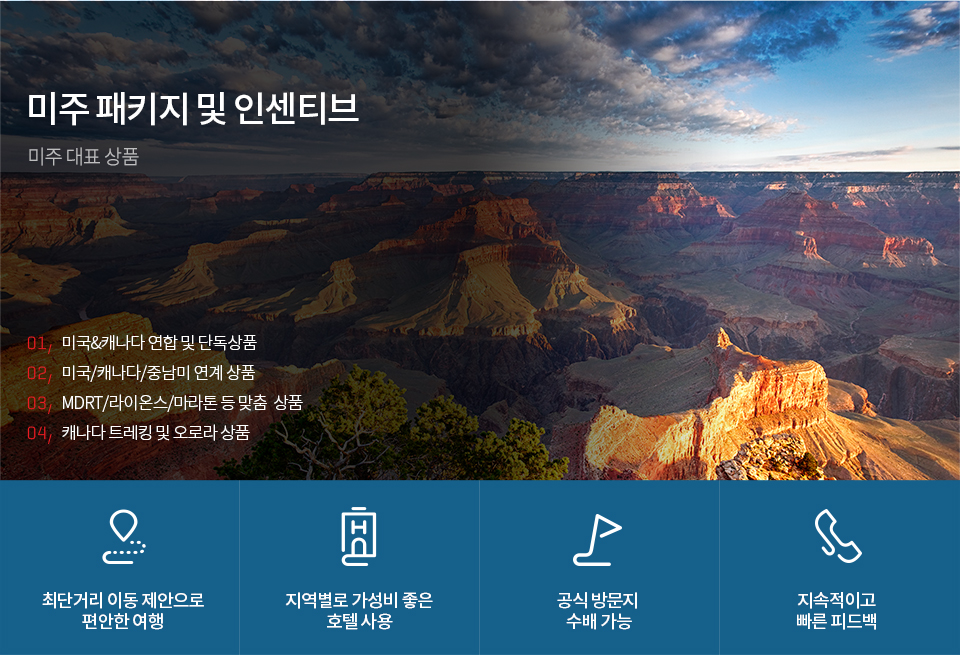 미주 패키지 및 인센티브
미주 대표 상품
01, 미국&캐나다 연합 및 단독상품
02, 미국/캐나다/중남미 연계 상품
03, MDRT/라이온스/마라톤 등 맞춤 상품
04, 캐나다 트레킹 및 오로라 상품
H
최단거리 이동 제안으로
편안한 여행
지역별로 가성비 좋은
호텔 사용
공식 방문지
수배 가능
지속적이고
빠른 피드백